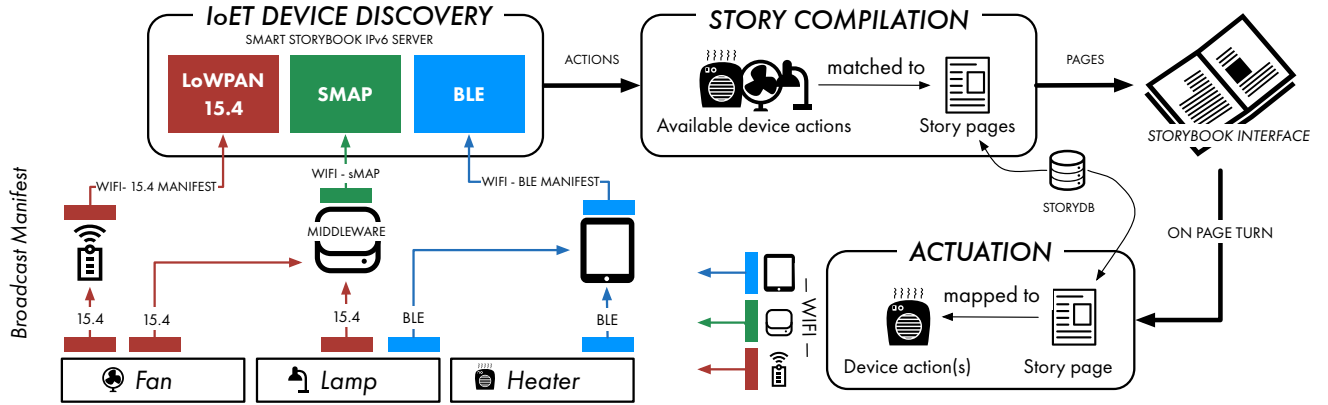 IoET DEVICE DISCOVERY
SMART STORYBOOK IPv6 SERVER
LoWPAN
15.4
SMAP
BLE
ACTIONS
STORY COMPILATION
matched to
Available device actions
Story pages
PAGES
STORYBOOK INTERFACE
Broadcast Manifest
WIFI- 15.4 MANIFEST
WIFI - sMAP
WIFI - BLE MANIFEST
MIDDLEWARE
15.4
15.4
15.4
BLE
BLE
Fan
Lamp
Heater
STORYDB
ON PAGE TURN
ACTUATION
mapped to
Device action(s)
Story page
— WIFI —